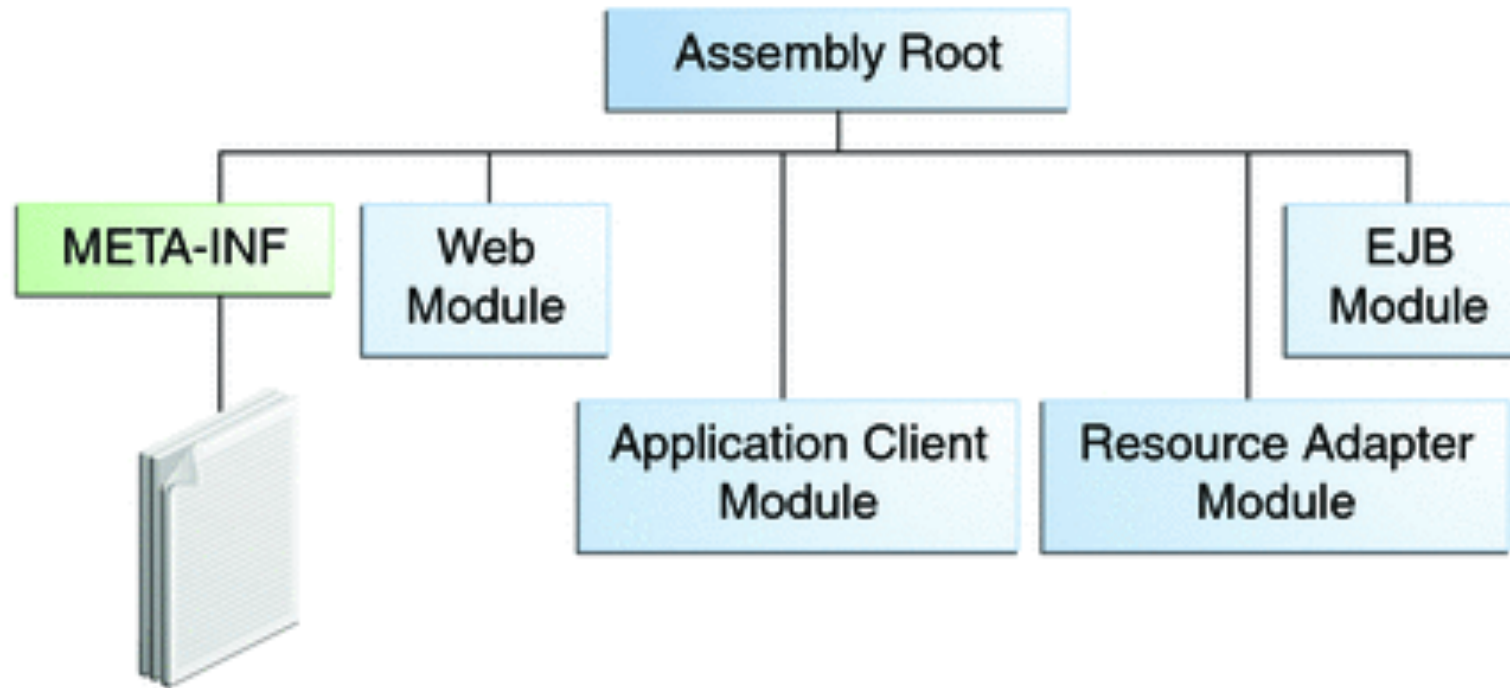 Assembly Root
META-INF
Web
Module
EJB
Module
Application Client
Module
Resource Adapter
Module